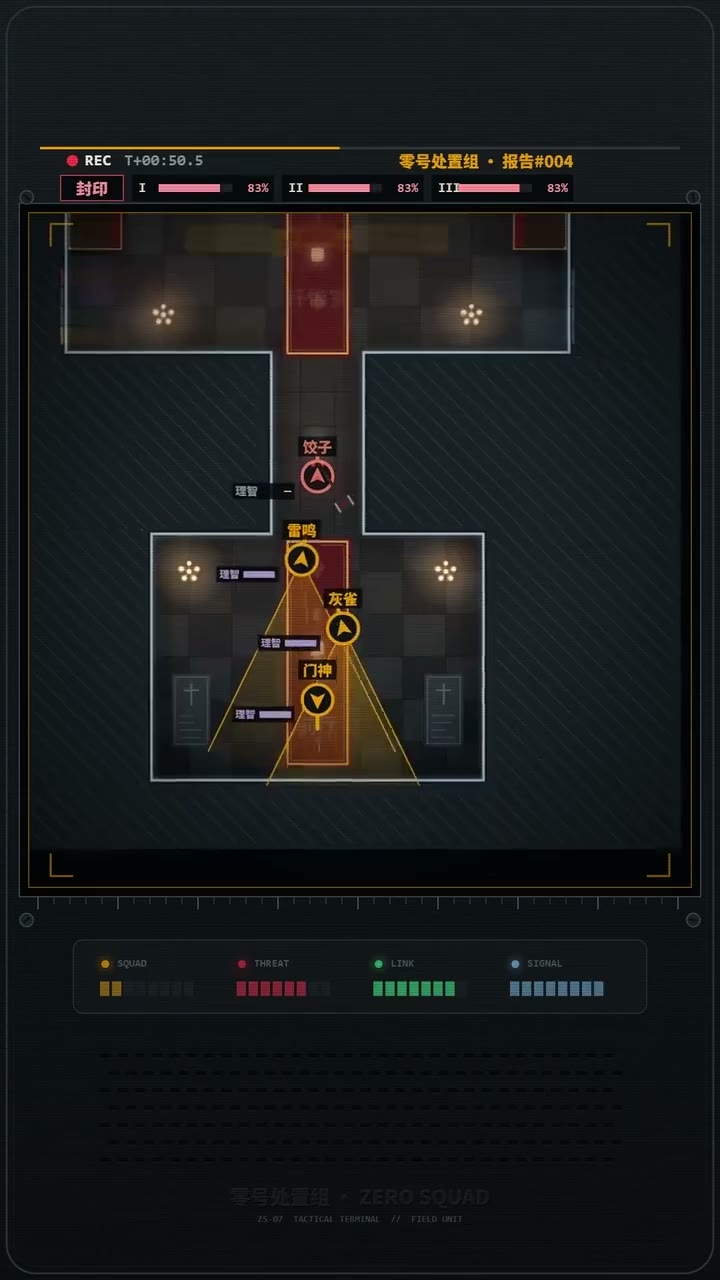 REC T+00:50.5 零号处置组 · 报告#004
封印 I 83% II 83% III 83%
饺子
理智 —
雷鸣
理智
灰雀
理智
门神
理智
SQUAD THREAT LINK SIGNAL
零号处置组 · ZERO SQUAD
ZS-07 TACTICAL TERMINAL // FIELD UNIT